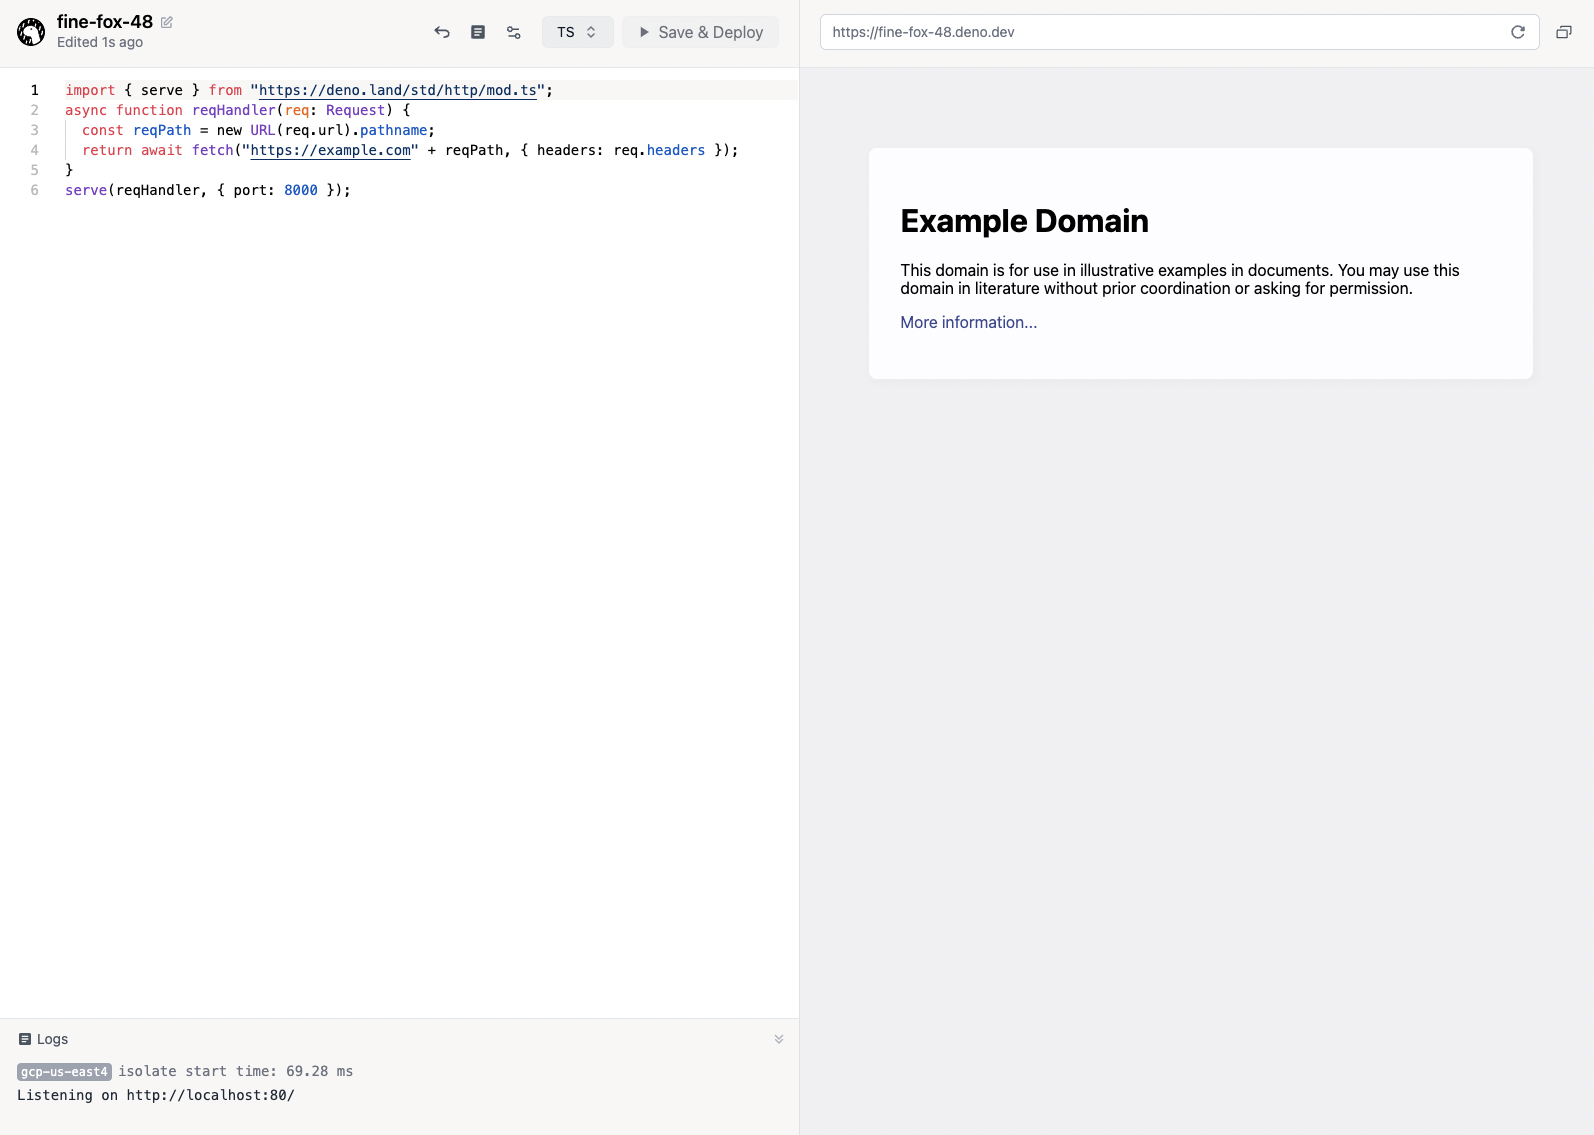 fine-fox-48
Edited 1s ago
TS
Save & Deploy
1 import { serve } from "https://deno.land/std/http/mod.ts";
2 async function reqHandler(req: Request) {
3 const reqPath = new URL(req.url).pathname;
4 return await fetch("https://example.com" + reqPath, { headers: req.headers });
5 }
6 serve(reqHandler, { port: 8000 });
Logs
gcp-us-east4 isolate start time: 69.28 ms
Listening on http://localhost:80/
https://fine-fox-48.deno.dev
Example Domain
This domain is for use in illustrative examples in documents. You may use this
domain in literature without prior coordination or asking for permission.
More information...